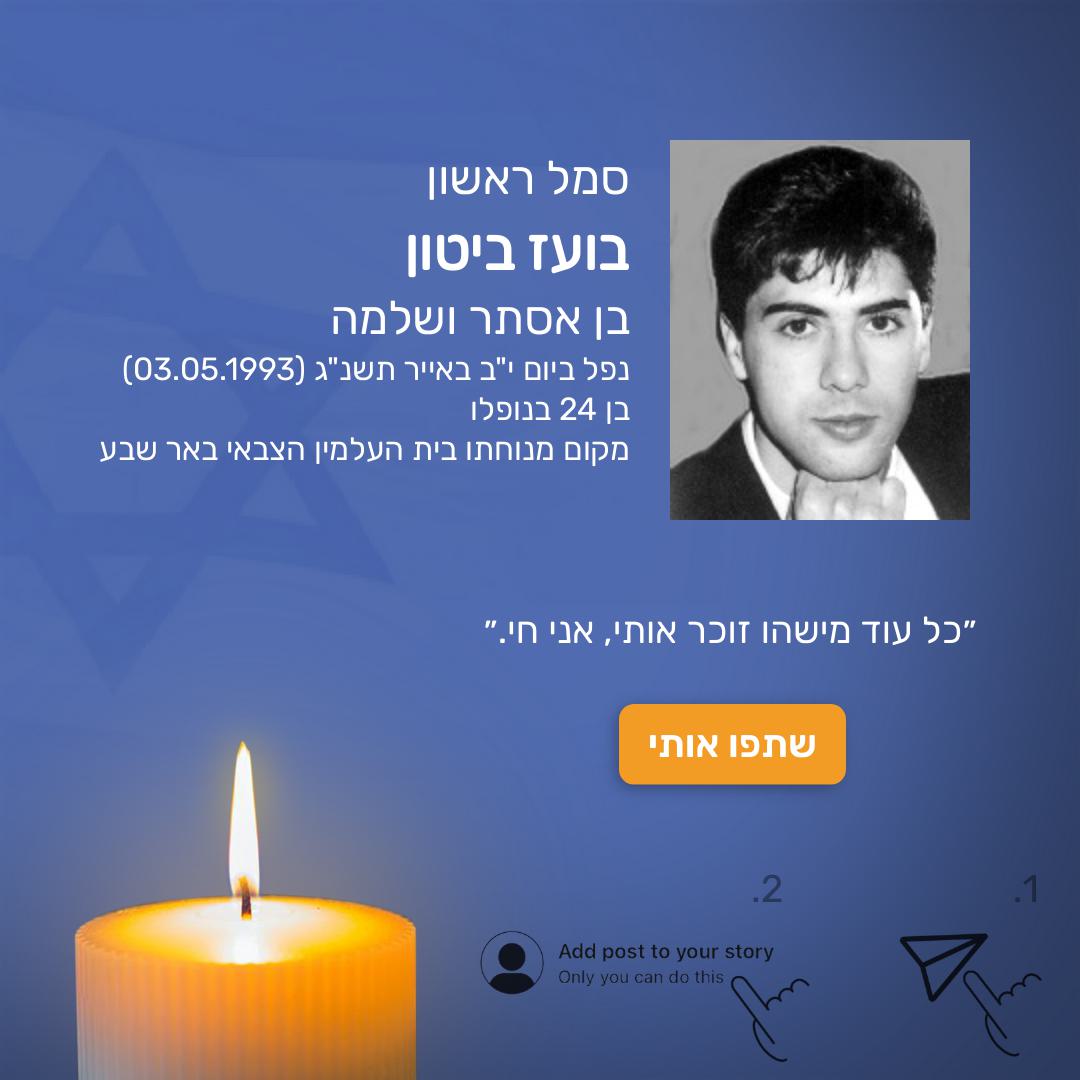 סמל ראשון
בועז ביטון
בן אסתר ושלמה
נפל ביום י"ב באייר תשנ"ג (03.05.1993)
בן 24 בנופלו
מקום מנוחתו בית העלמין הצבאי באר שבע
״כל עוד מישהו זוכר אותי, אני חי.״
שתפו אותי
1.
2.
Add post to your story
Only you can do this